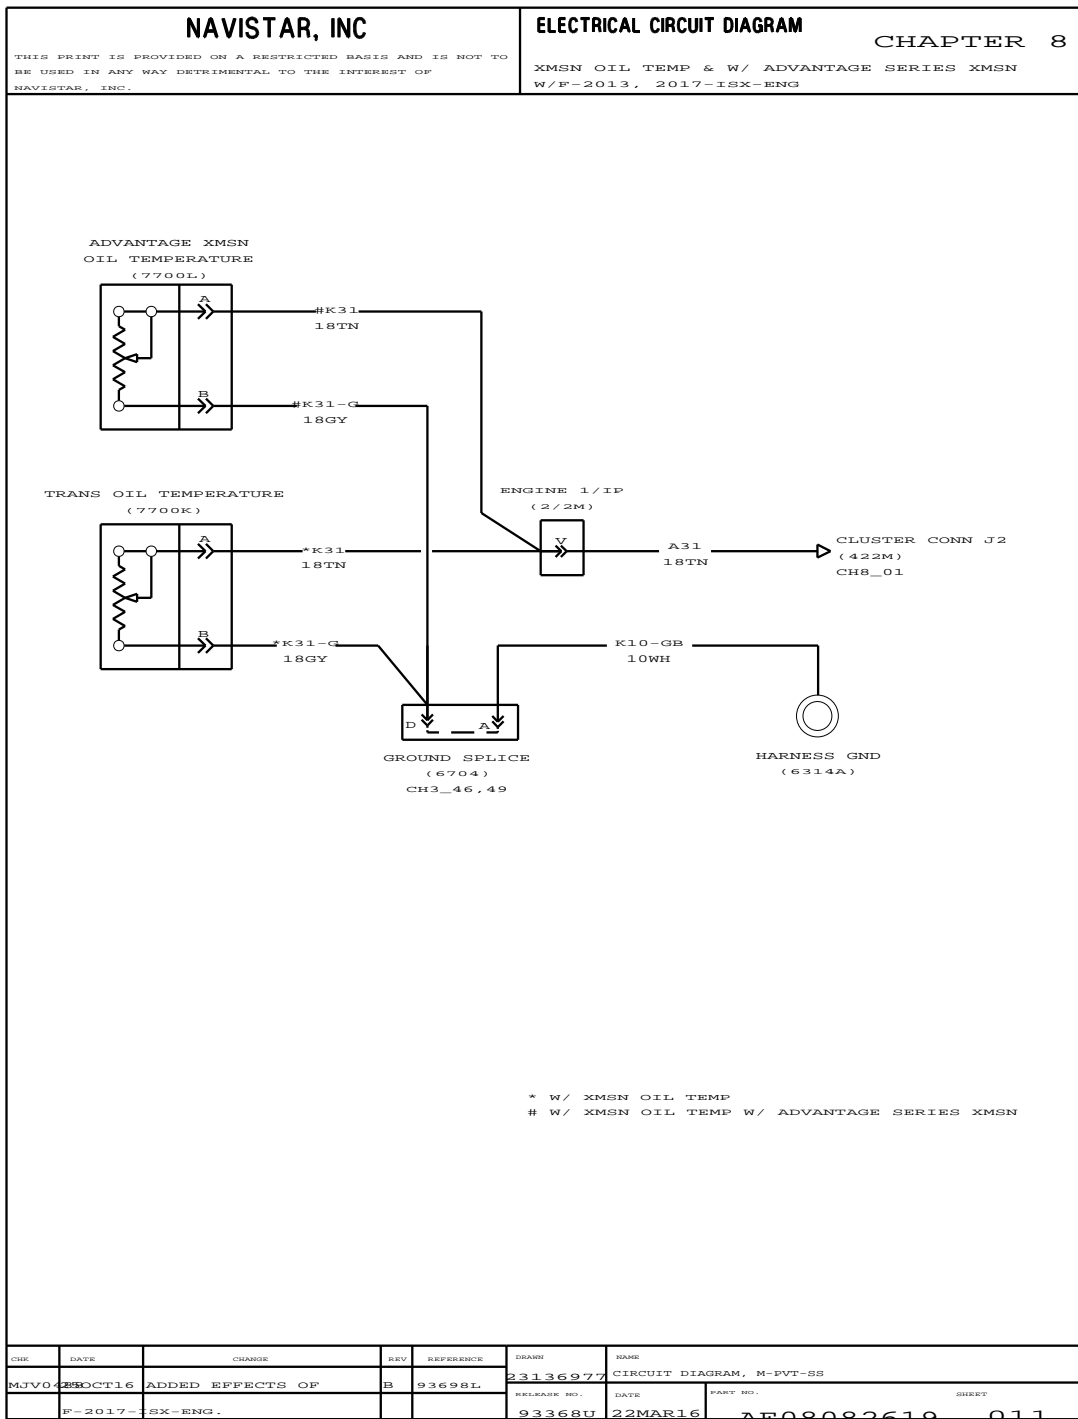 NAVISTAR, INC
THIS PRINT IS PROVIDED ON A RESTRICTED BASIS AND IS NOT TO
BE USED IN ANY WAY DETRIMENTAL TO THE INTEREST OF
NAVISTAR, INC.
ELECTRICAL CIRCUIT DIAGRAM
CHAPTER 8
XMSN OIL TEMP & W/ ADVANTAGE SERIES XMSN
W/F-2013, 2017-ISX-ENG
ADVANTAGE XMSN
OIL TEMPERATURE
(7700L)
A
#K31
18TN
B
#K31-G
18GY
TRANS OIL TEMPERATURE
(7700K)
A
*K31
18TN
B
*K31-G
18GY
ENGINE 1/IP
(2/2M)
V
A31
18TN
CLUSTER CONN J2
(422M)
CH8_01
K10-GB
10WH
D
A
GROUND SPLICE
(6704)
CH3_46,49
HARNESS GND
(6314A)
* W/ XMSN OIL TEMP
# W/ XMSN OIL TEMP W/ ADVANTAGE SERIES XMSN
CHK DATE CHANGE REV REFERENCE
ADDED EFFECTS OF B 93698L
F-2017-ISX-ENG.
DRAWN
23136977
NAME
CIRCUIT DIAGRAM, M-PVT-SS
RELEASE NO.
93368U
DATE
22MAR16
PART NO.
AF08082619
SHEET
011